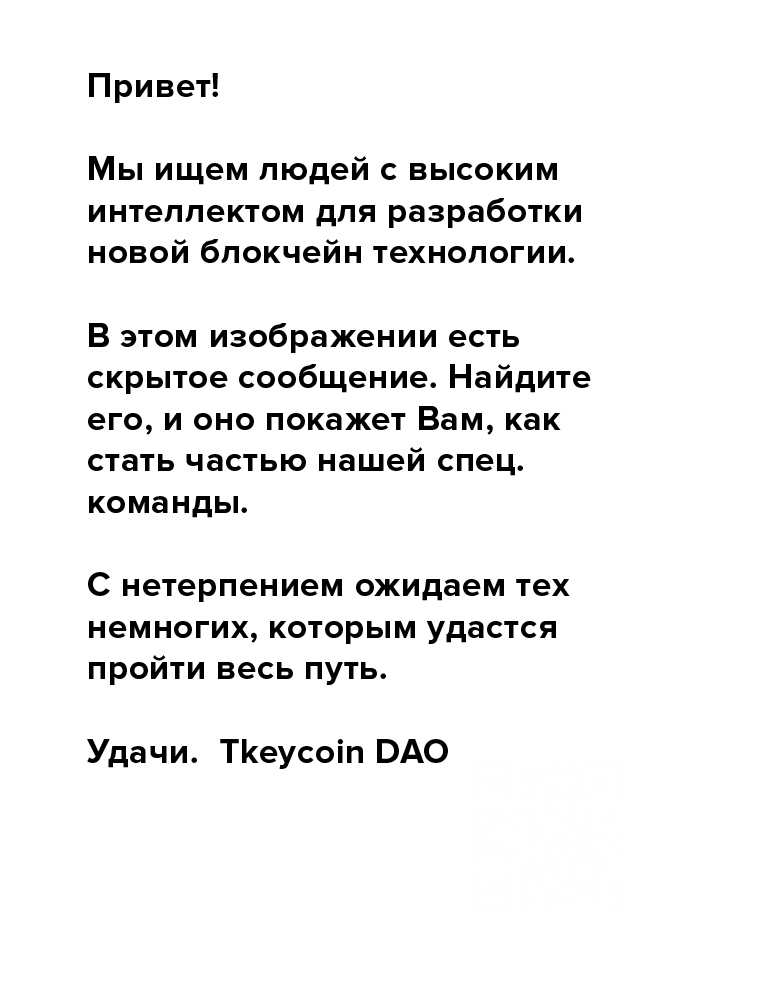 Привет!
Мы ищем людей с высоким
интеллектом для разработки
новой блокчейн технологии.
В этом изображении есть
скрытое сообщение. Найдите
его, и оно покажет Вам, как
стать частью нашей спец.
команды.
С нетерпением ожидаем тех
немногих, которым удастся
пройти весь путь.
Удачи.  Tkeycoin DAO